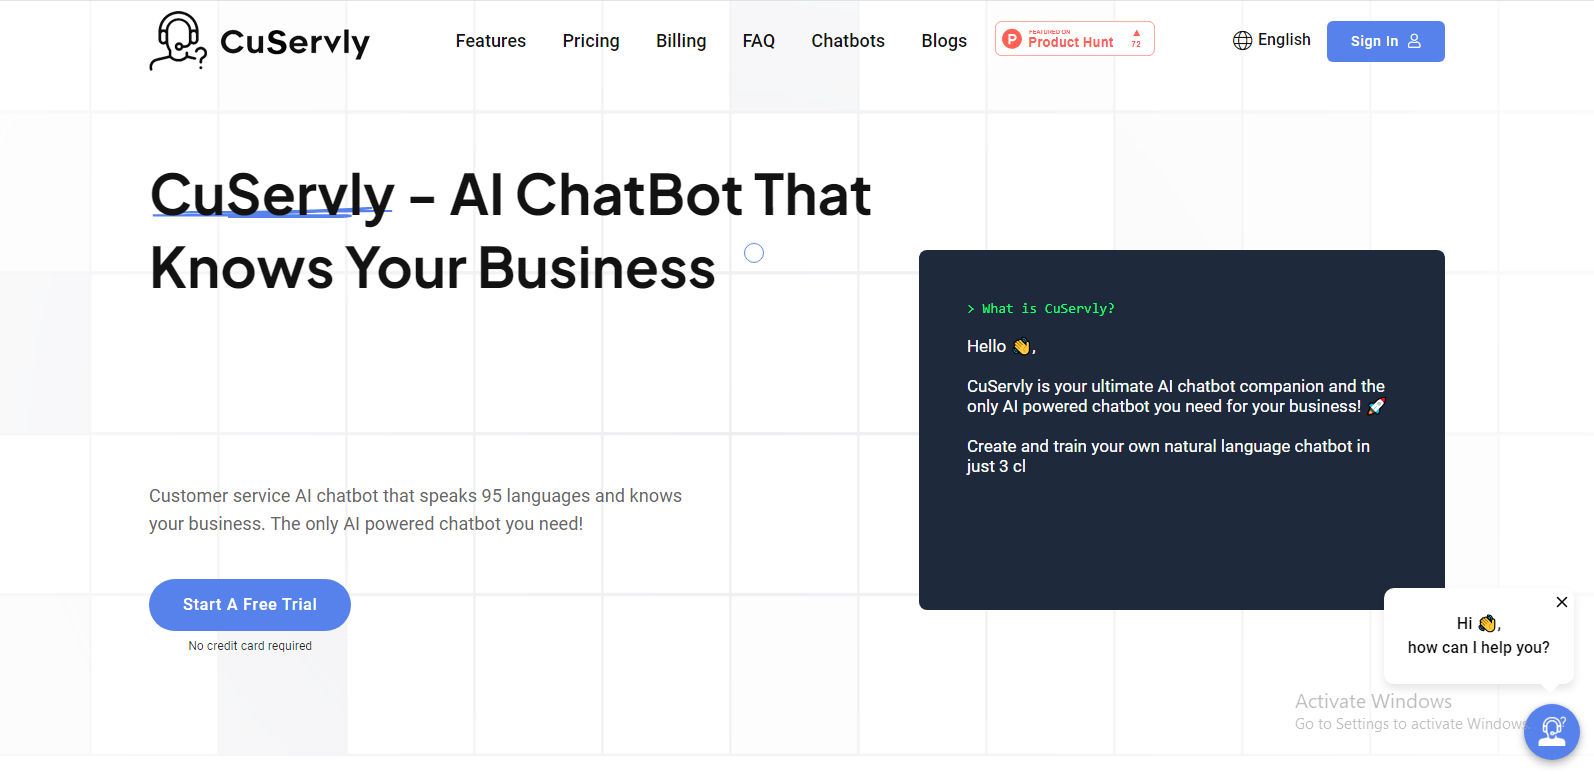 CuServly
Features
Pricing
Billing
FAQ
Chatbots
Blogs
P
FEATURED ON
Product Hunt
72
English
Sign In
CuServly - AI ChatBot That
Knows Your Business
> What is CuServly?
Hello 👋,
CuServly is your ultimate AI chatbot companion and the
only AI powered chatbot you need for your business! 🚀
Create and train your own natural language chatbot in
just 3 cl
Customer service AI chatbot that speaks 95 languages and knows
your business. The only AI powered chatbot you need!
Start A Free Trial
No credit card required
Hi 👋,
how can I help you?
Activate Windows
Go to Settings to activate Windows.